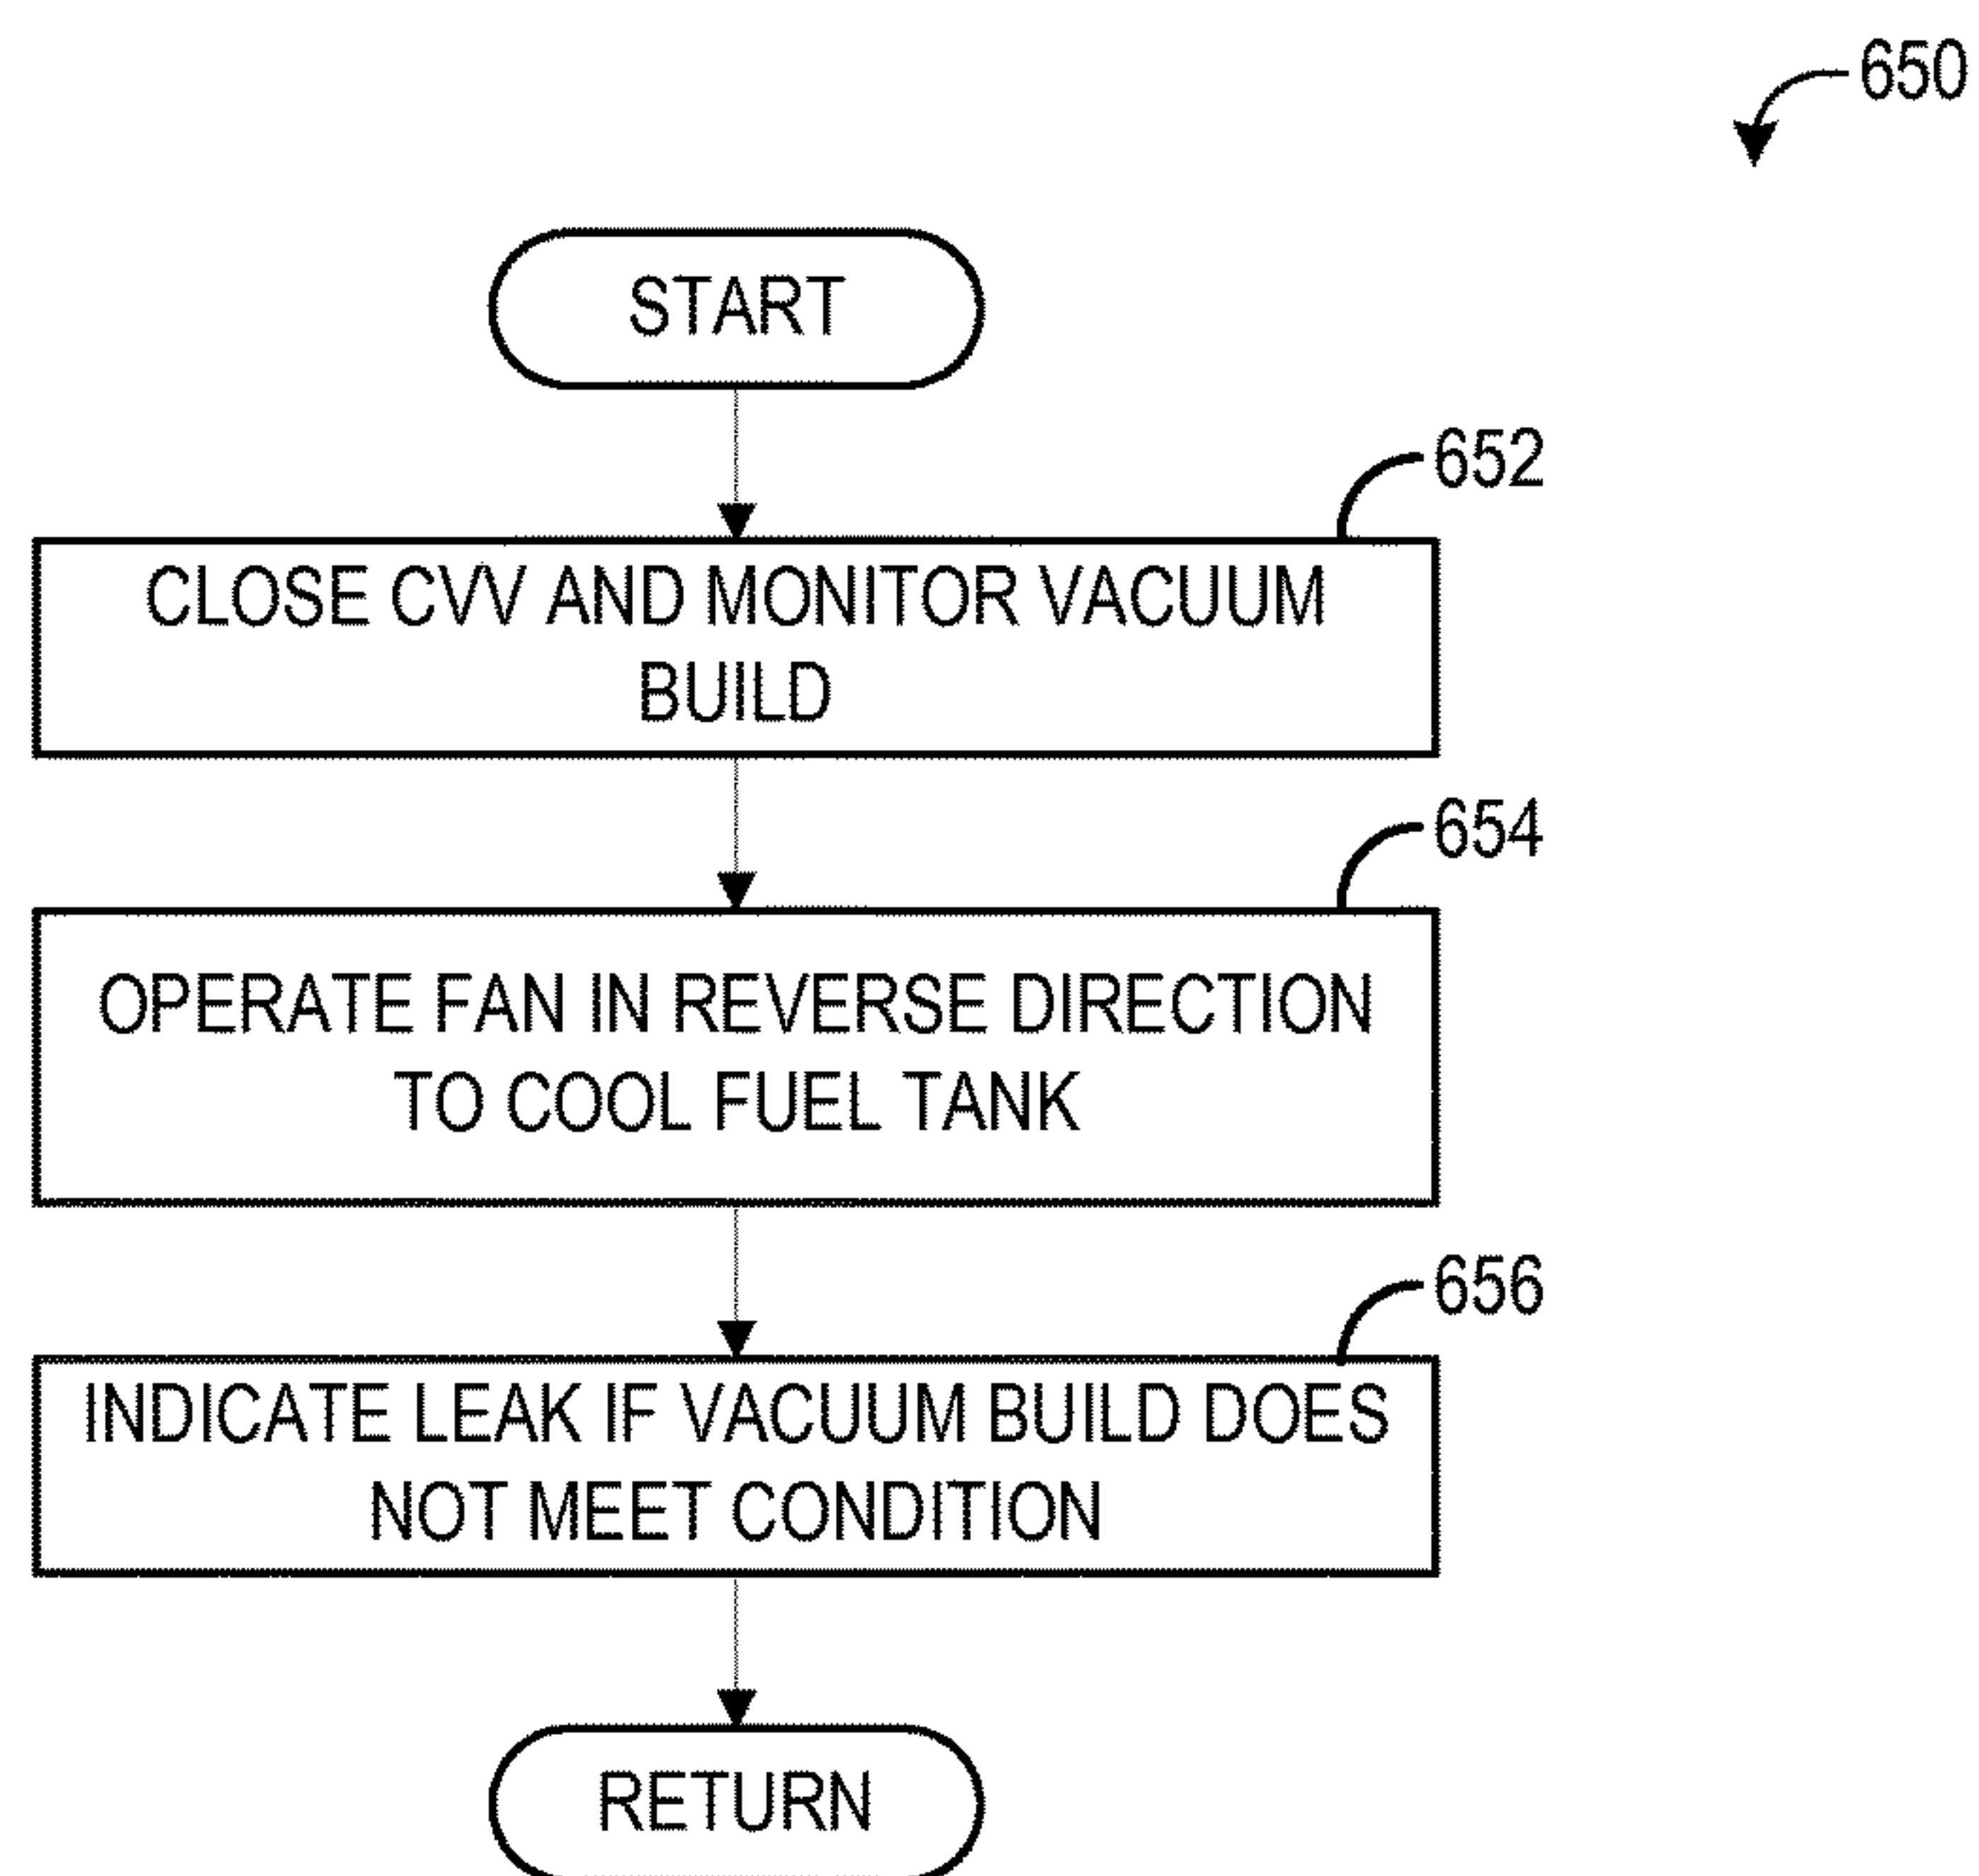 650
START
652
CLOSE CVV AND MONITOR VACUUM
BUILD
654
OPERATE FAN IN REVERSE DIRECTION
TO COOL FUEL TANK
656
INDICATE LEAK IF VACUUM BUILD DOES
NOT MEET CONDITION
RETURN